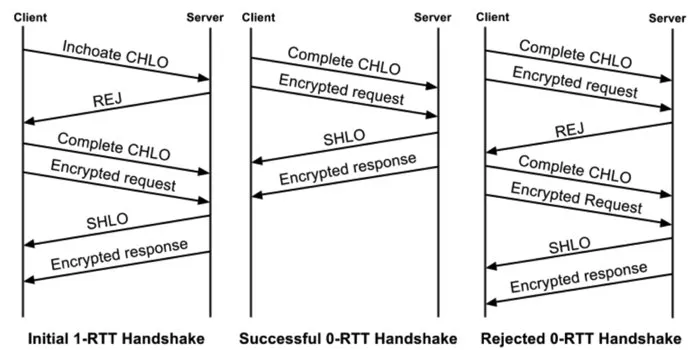 Client Server
Inchoate CHLO
REJ
Complete CHLO
Encrypted request
SHLO
Encrypted response
Initial 1-RTT Handshake
Client Server
Complete CHLO
Encrypted request
SHLO
Encrypted response
Successful 0-RTT Handshake
Client Server
Complete CHLO
Encrypted request
REJ
Complete CHLO
Encrypted Request
SHLO
Encrypted response
Rejected 0-RTT Handshake